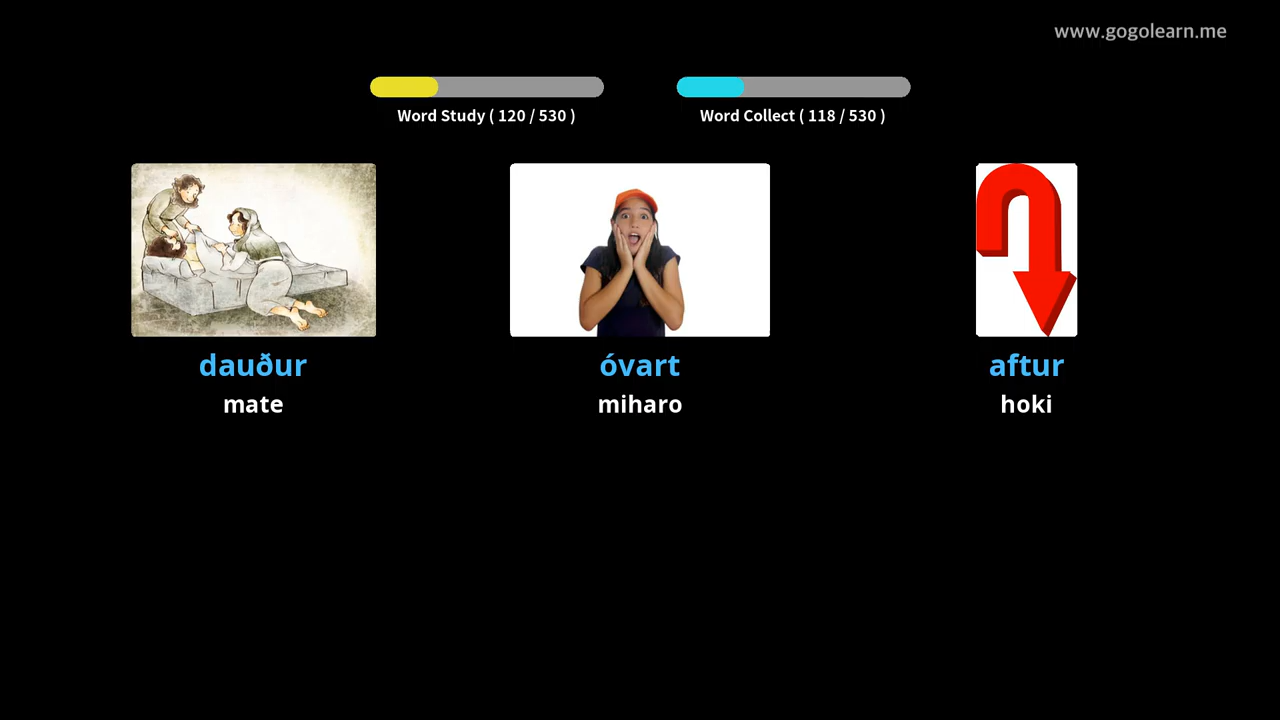 www.gogolearn.me
Word Study ( 120 / 530 )
Word Collect ( 118 / 530 )
dauður
óvart
aftur
mate
miharo
hoki